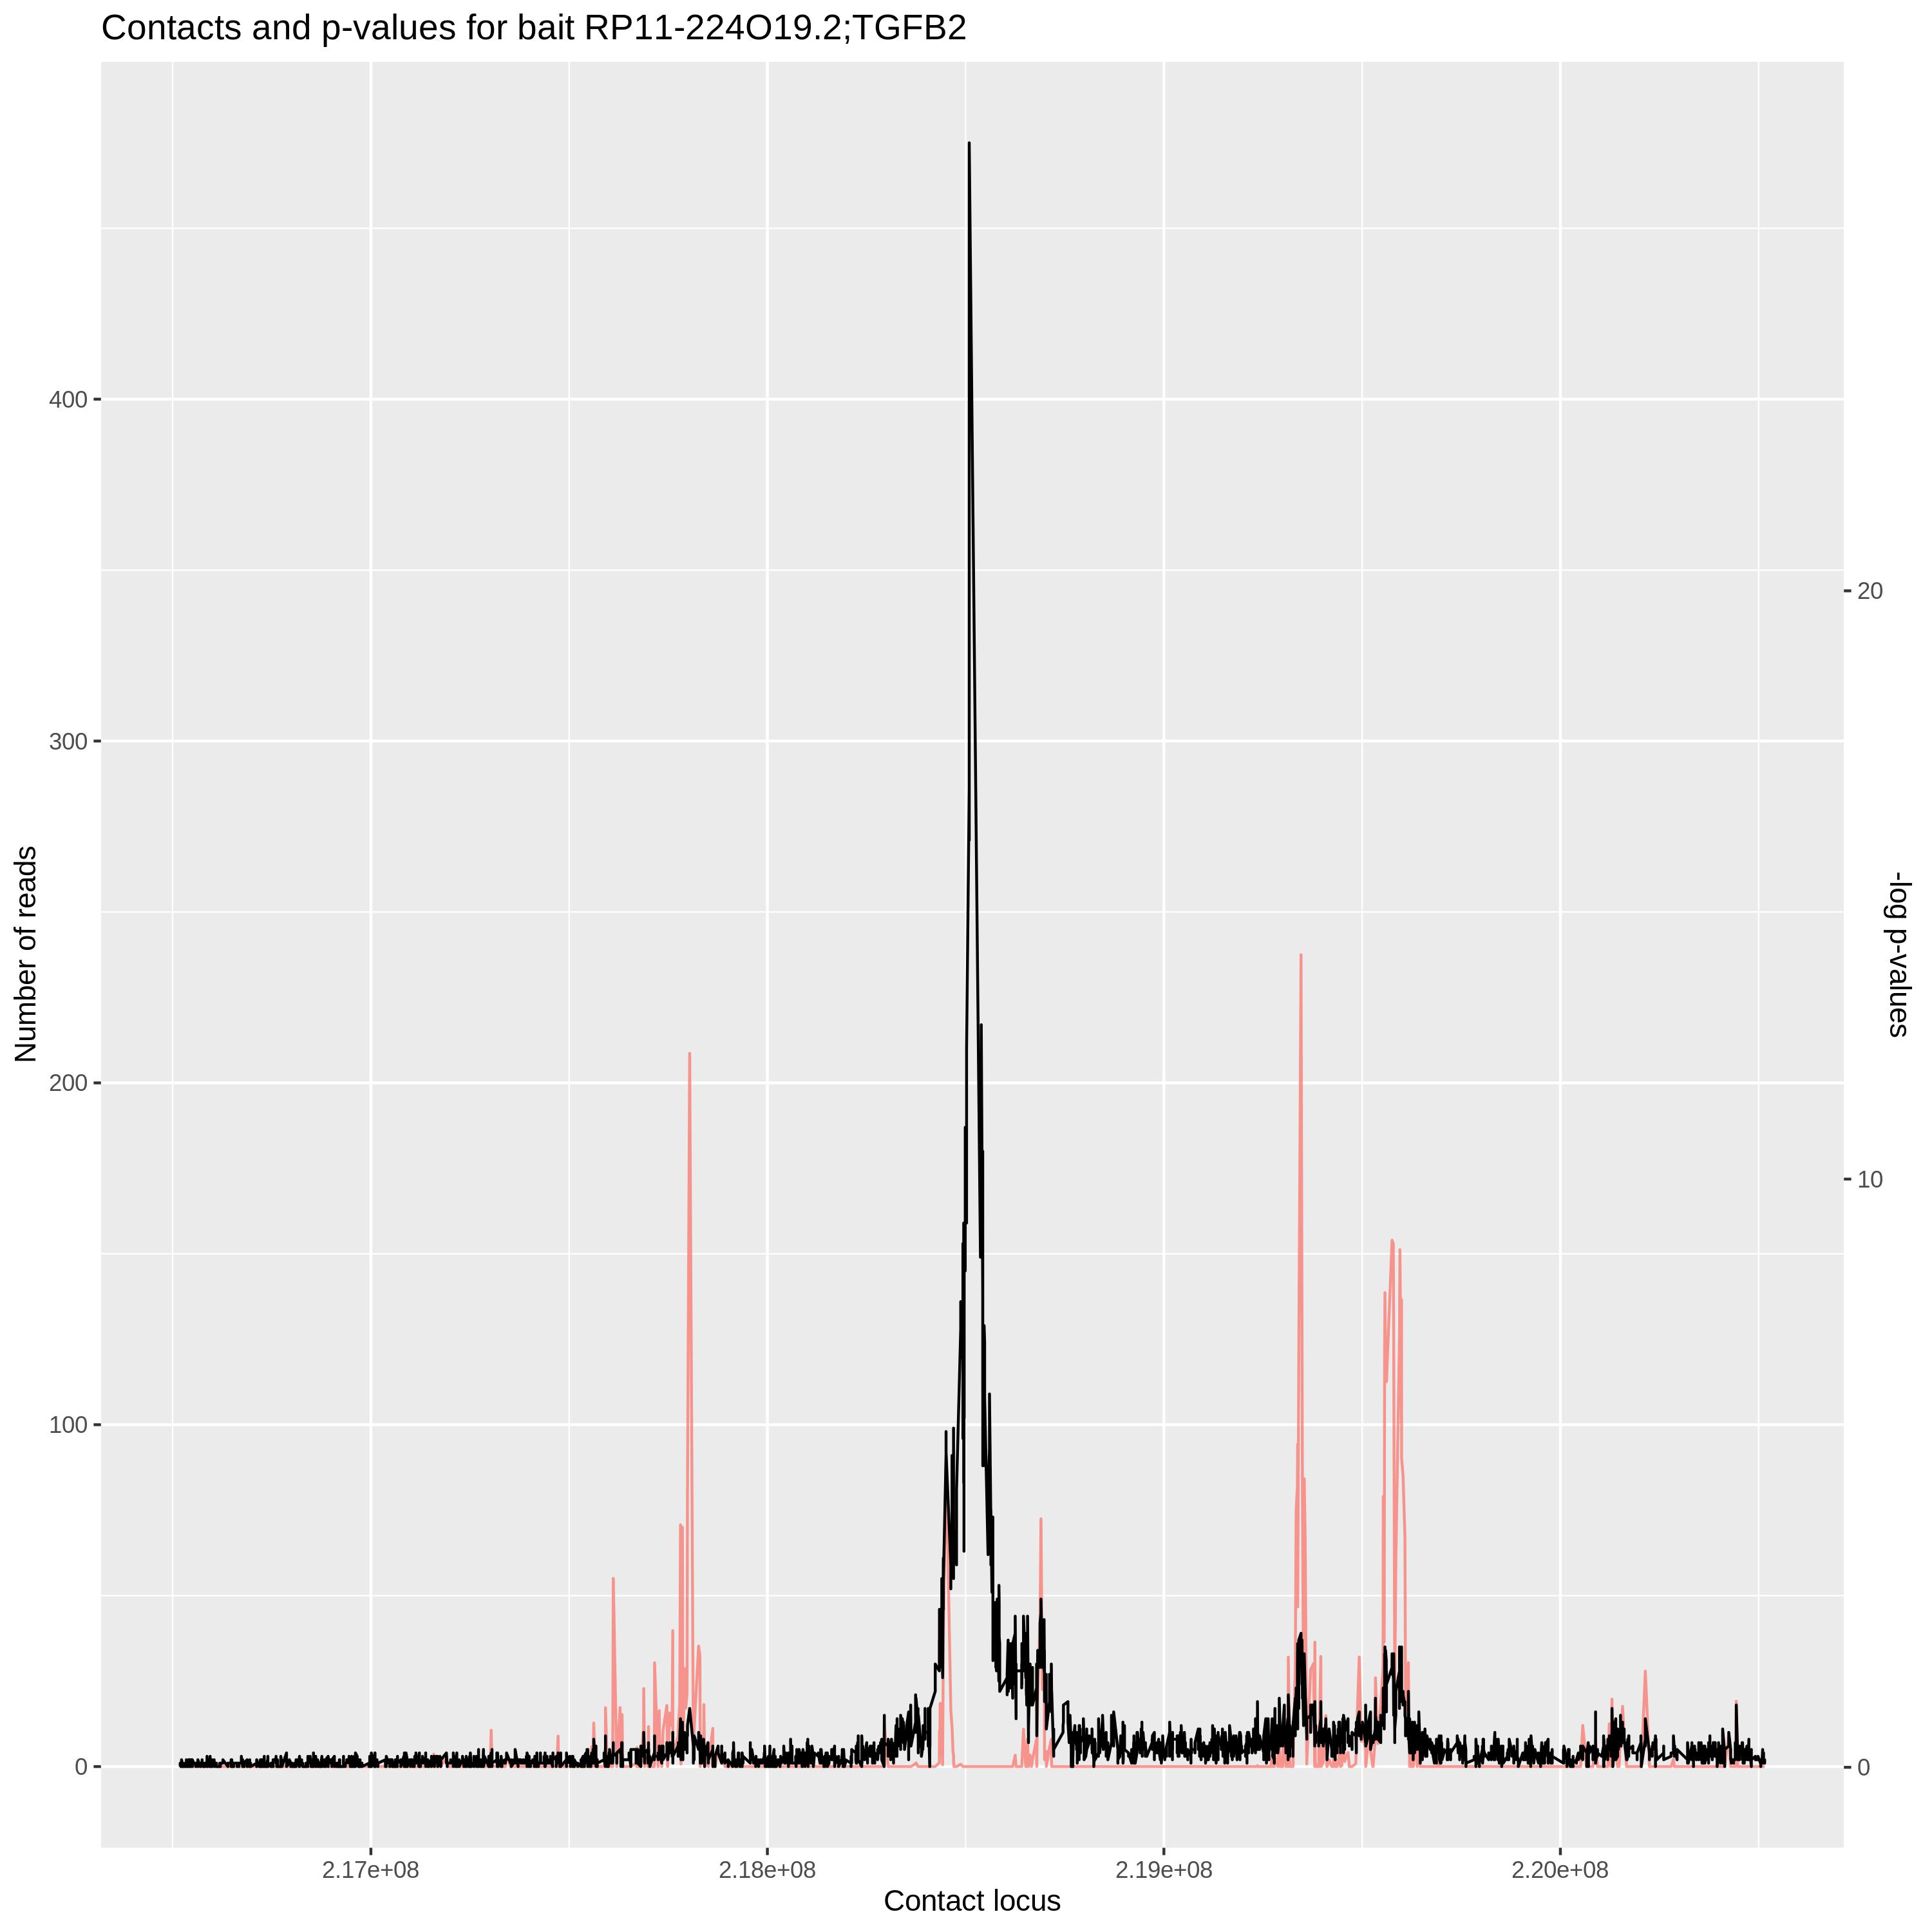 Contacts and p-values for bait RP11-224O19.2;TGFB2
Number of reads
400
300
200
100
0
20
10
0
-log p-values
2.17e+08
2.18e+08
2.19e+08
2.20e+08
Contact locus